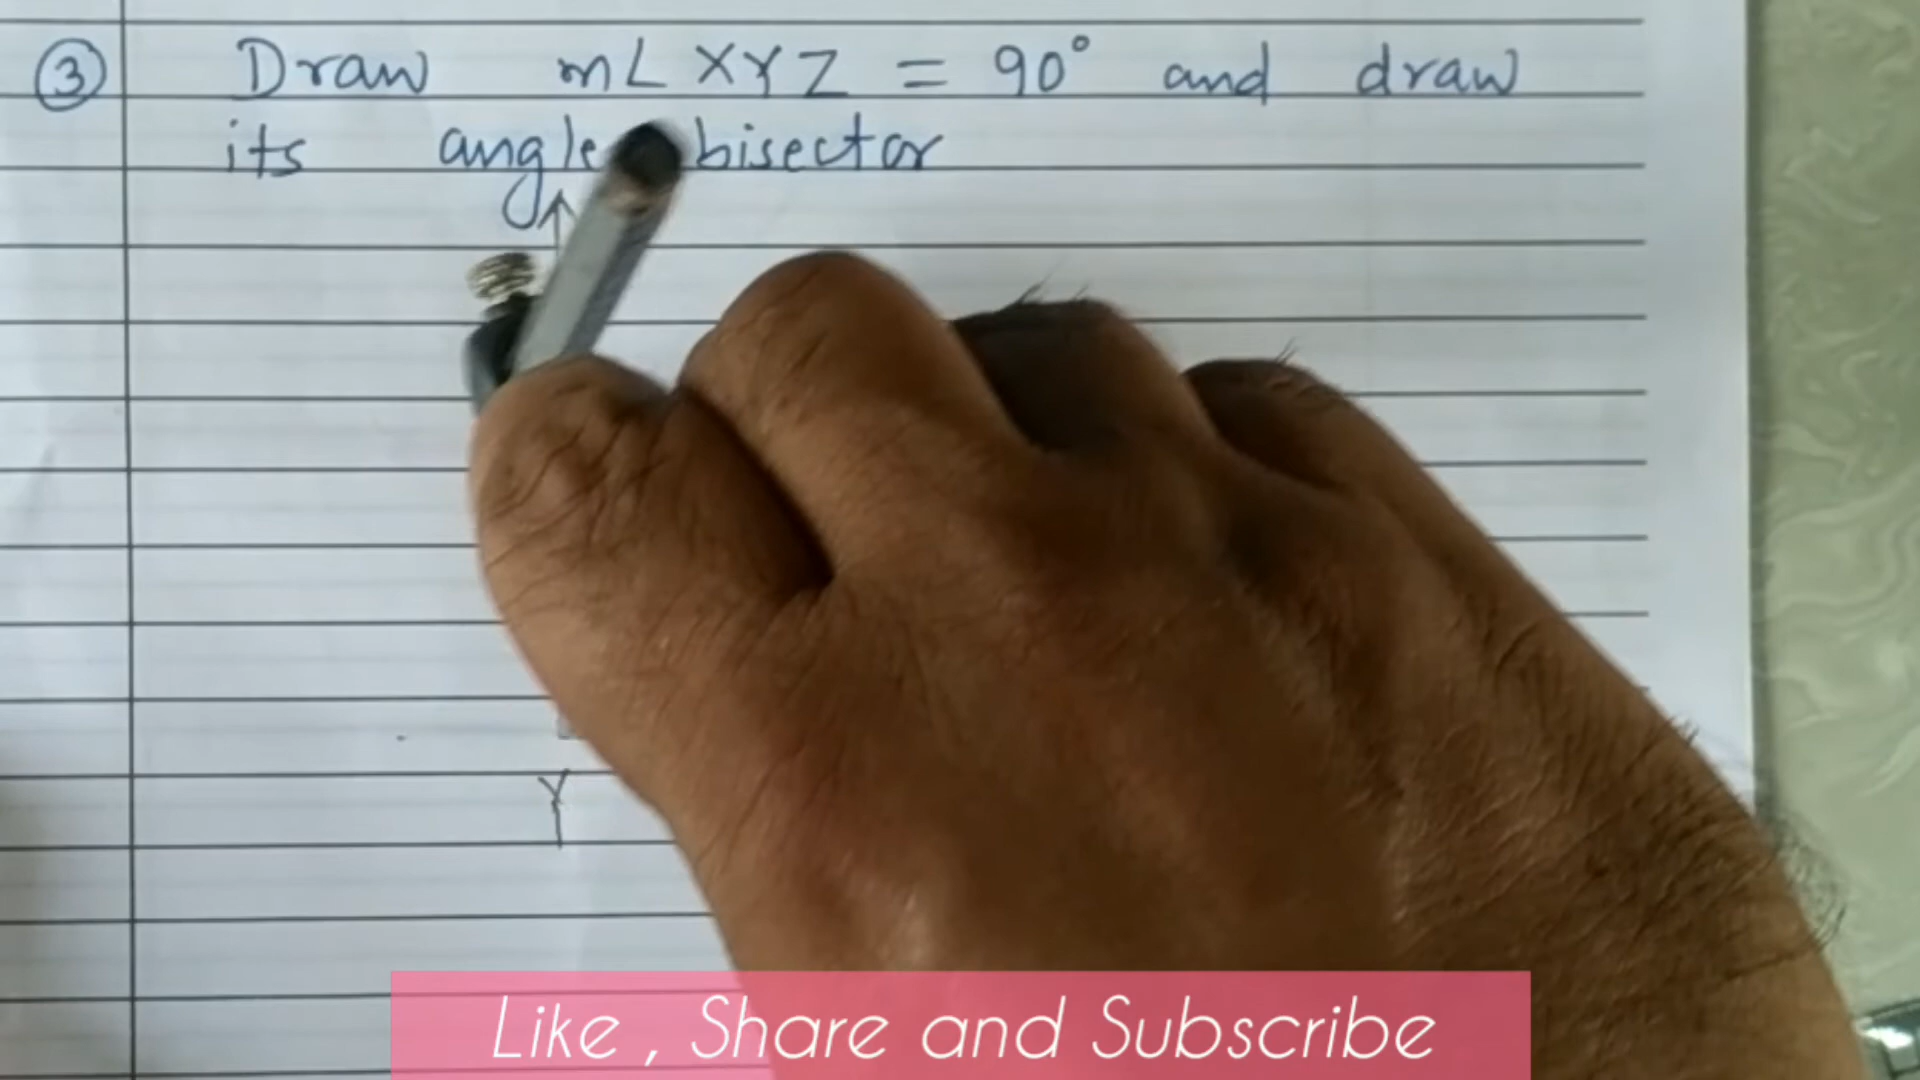 3 Draw m∠XYZ = 90° and draw
its angle bisector
Y
Like , Share and Subscribe